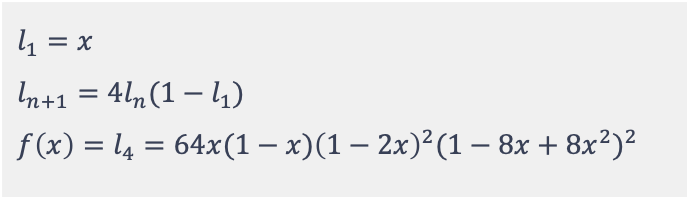 l₁ = x
lₙ₊₁ = 4lₙ(1 − l₁)
f(x) = l₄ = 64x(1 − x)(1 − 2x)²(1 − 8x + 8x²)²